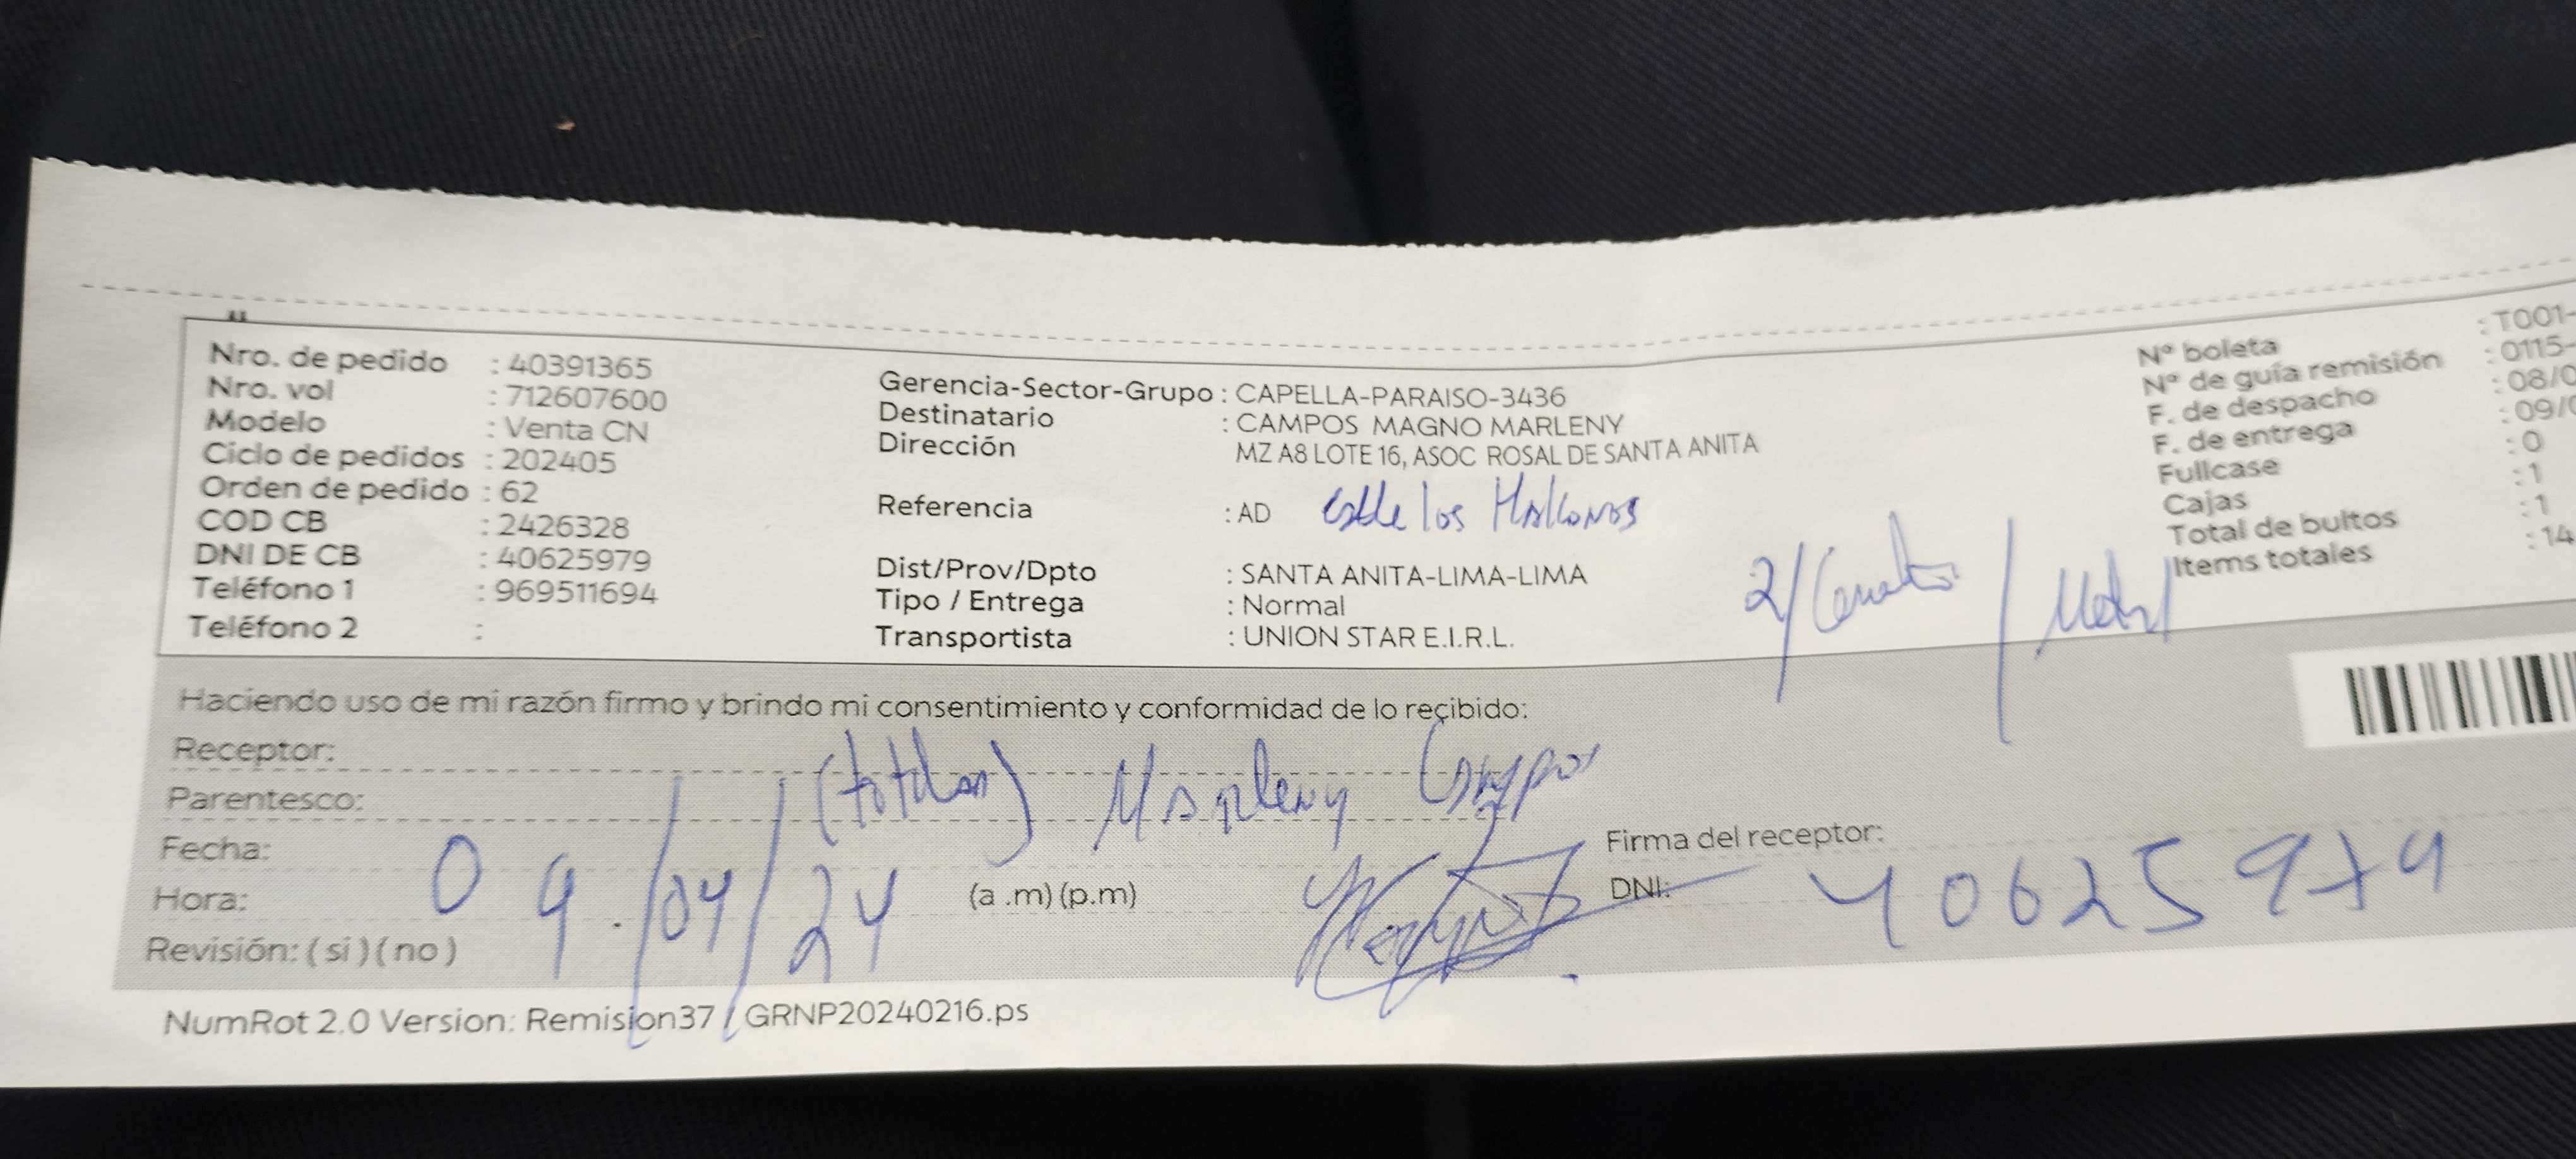 Nro. de pedido : 40391365
Nro. vol : 712607600
Modelo : Venta CN
Ciclo de pedidos : 202405
Orden de pedido : 62
COD CB : 2426328
DNI DE CB : 40625979
Teléfono 1 : 969511694
Teléfono 2 :
Gerencia-Sector-Grupo : CAPELLA-PARAISO-3436
Destinatario : CAMPOS MAGNO MARLENY
Dirección MZ A8 LOTE 16, ASOC ROSAL DE SANTA ANITA
Referencia : AD Calle los
Dist/Prov/Dpto : SANTA ANITA-LIMA-LIMA
Tipo / Entrega : Normal
Transportista : UNION STAR E.I.R.L.
2/
N° boleta : T001-
N° de guía remisión : 0115-
F. de despacho : 08/0
F. de entrega : 09/0
Fullcase : 0
Cajas : 1
Total de bultos : 1
Items totales : 14
Haciendo uso de mi razón firmo y brindo mi consentimiento y conformidad de lo recibido:
Receptor: (titular) Marleny Campos
Parentesco:
Fecha: 09/04/24
Hora: (a .m) (p.m)
Revisión: ( si ) ( no )
Firma del receptor:
DNI: 40625979
NumRot 2.0 Version: Remision37 / GRNP20240216.ps